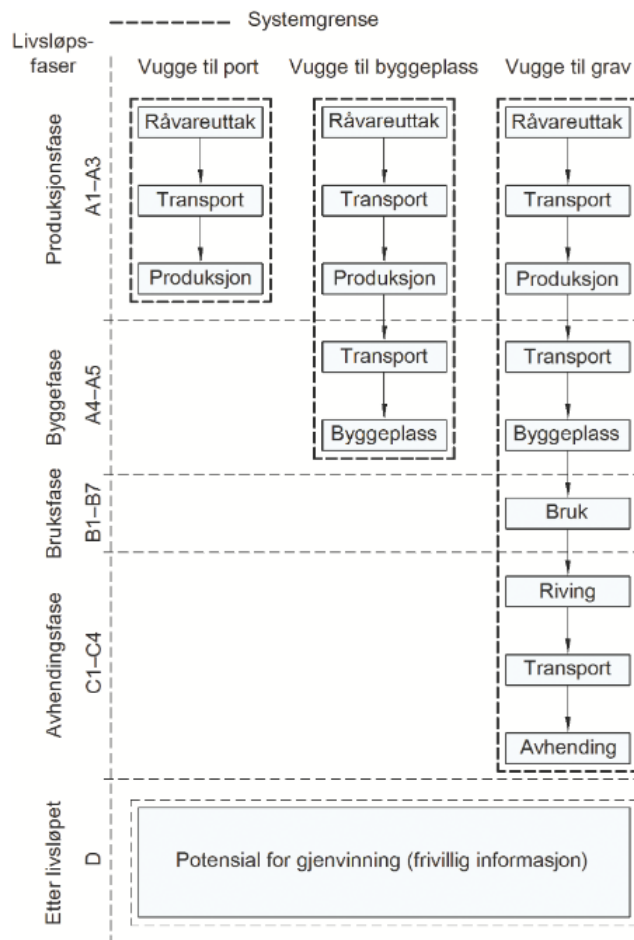 Systemgrense
Livsløps-
faser
Vugge til port
Vugge til byggeplass
Vugge til grav
Produksjonsfase
A1–A3
Råvareuttak
Råvareuttak
Råvareuttak
Transport
Transport
Transport
Produksjon
Produksjon
Produksjon
Byggefase
A4–A5
Transport
Transport
Byggeplass
Byggeplass
Bruksfase
B1–B7
Bruk
Avhendingsfase
C1–C4
Riving
Transport
Avhending
Etter livsløpet
D
Potensial for gjenvinning (frivillig informasjon)